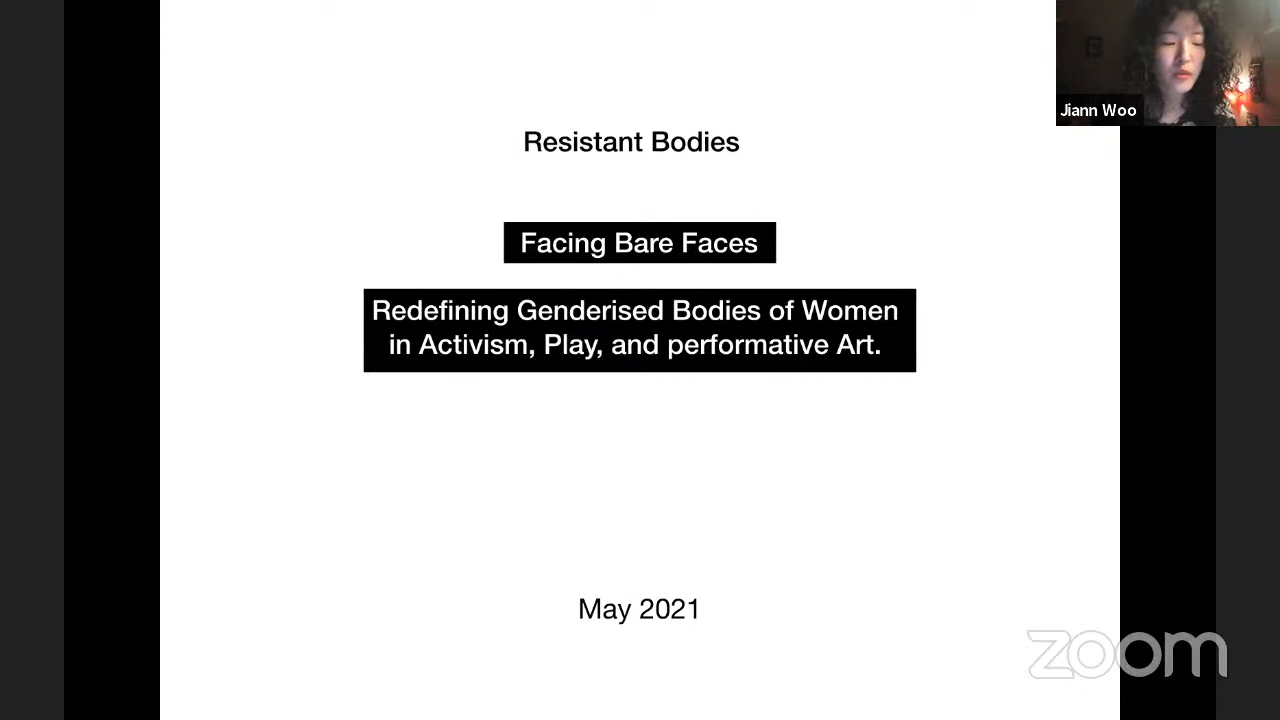 Jiann Woo
Resistant Bodies
Facing Bare Faces
Redefining Genderised Bodies of Women
in Activism, Play, and performative Art.
May 2021
zoom